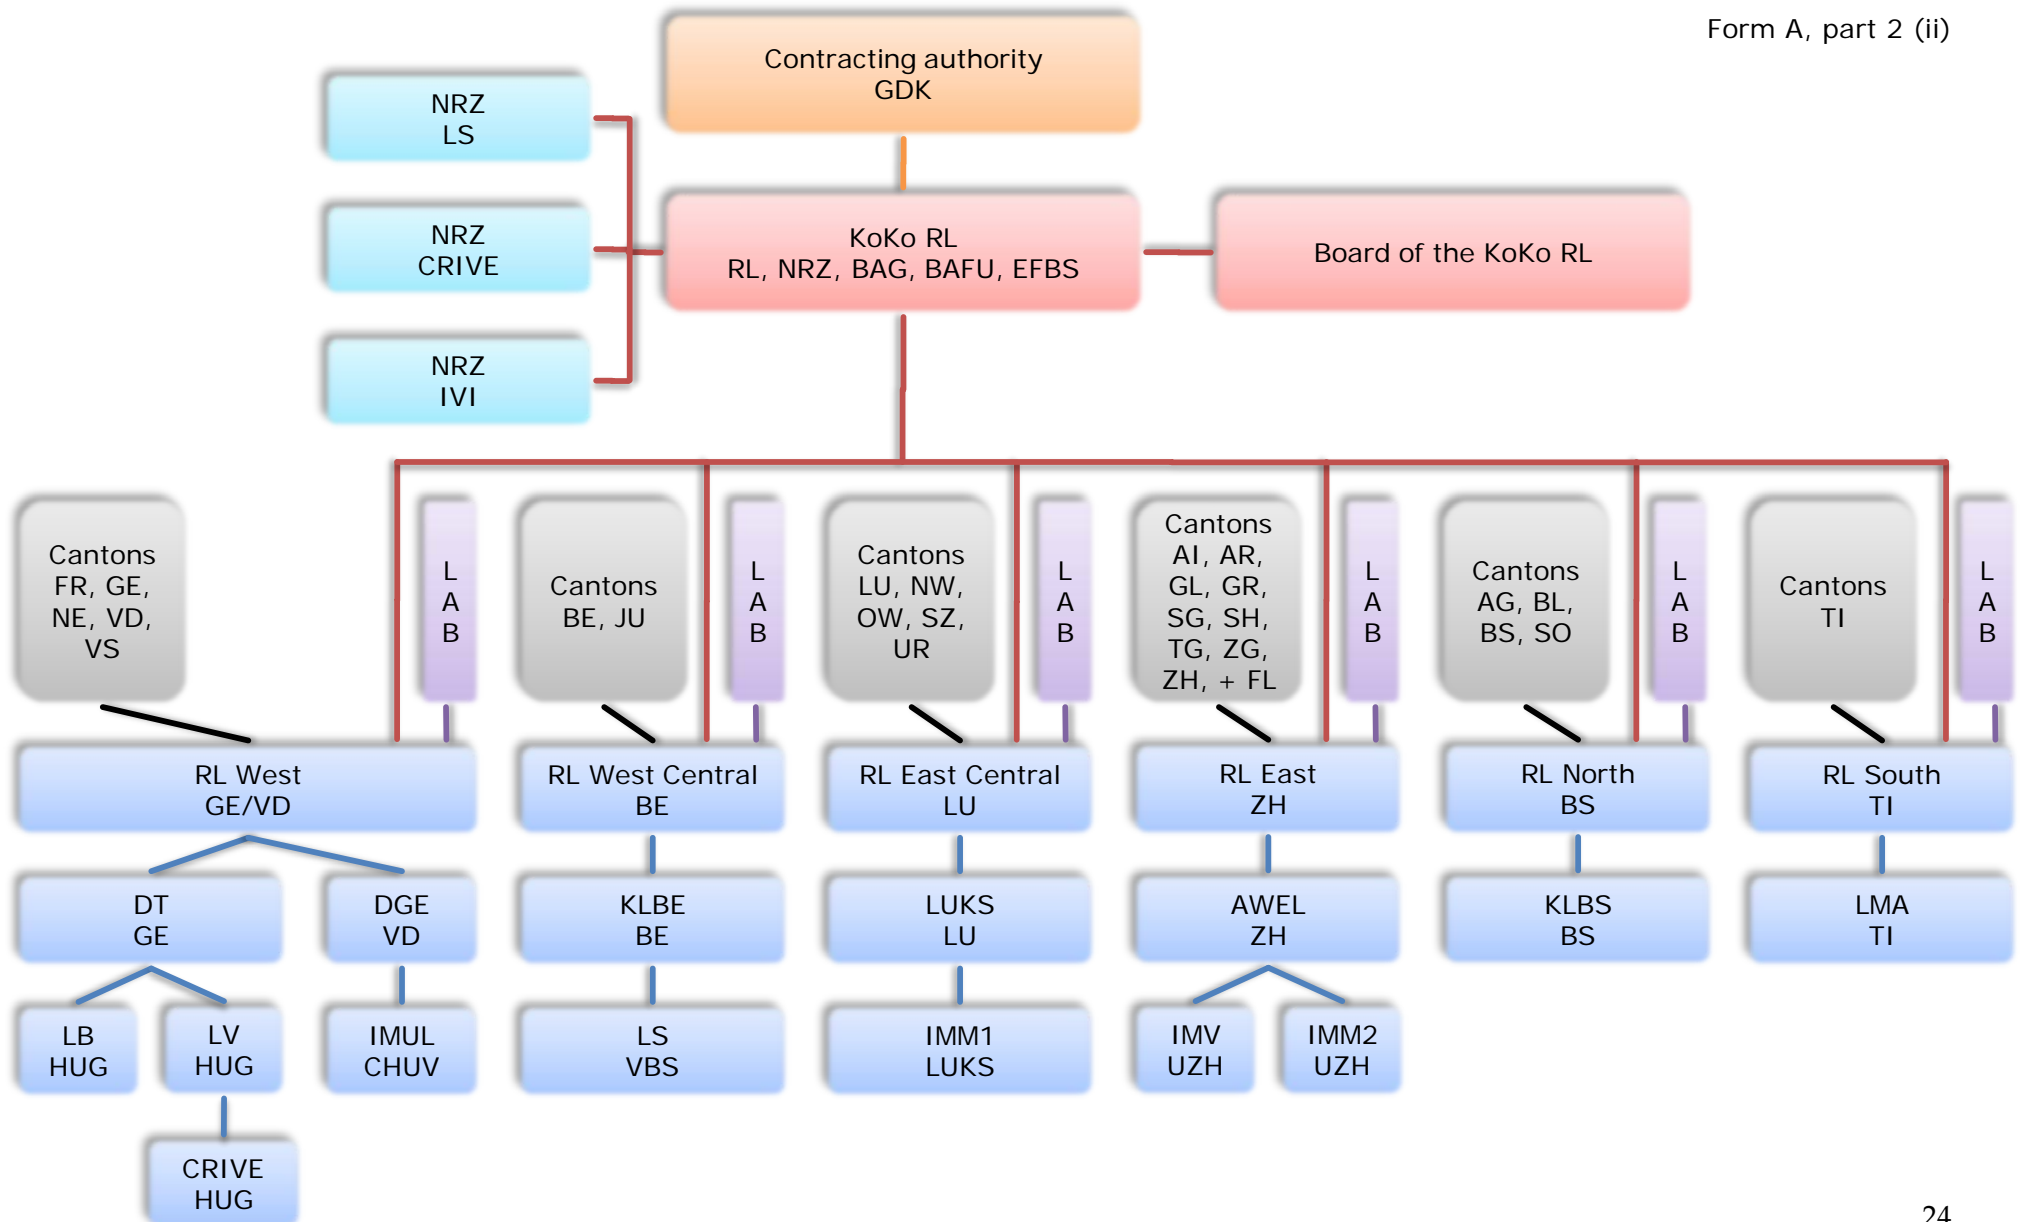 Form A, part 2 (ii)
Contracting authority
GDK
NRZ
LS
NRZ
CRIVE
NRZ
IVI
KoKo RL
RL, NRZ, BAG, BAFU, EFBS
Board of the KoKo RL
Cantons
FR, GE,
NE, VD,
VS
L
A
B
Cantons
BE, JU
L
A
B
Cantons
LU, NW,
OW, SZ,
UR
L
A
B
Cantons
AI, AR,
GL, GR,
SG, SH,
TG, ZG,
ZH, + FL
L
A
B
Cantons
AG, BL,
BS, SO
L
A
B
Cantons
TI
L
A
B
RL West
GE/VD
RL West Central
BE
RL East Central
LU
RL East
ZH
RL North
BS
RL South
TI
DT
GE
DGE
VD
KLBE
BE
LUKS
LU
AWEL
ZH
KLBS
BS
LMA
TI
LB
HUG
LV
HUG
IMUL
CHUV
LS
VBS
IMM1
LUKS
IMV
UZH
IMM2
UZH
CRIVE
HUG
24